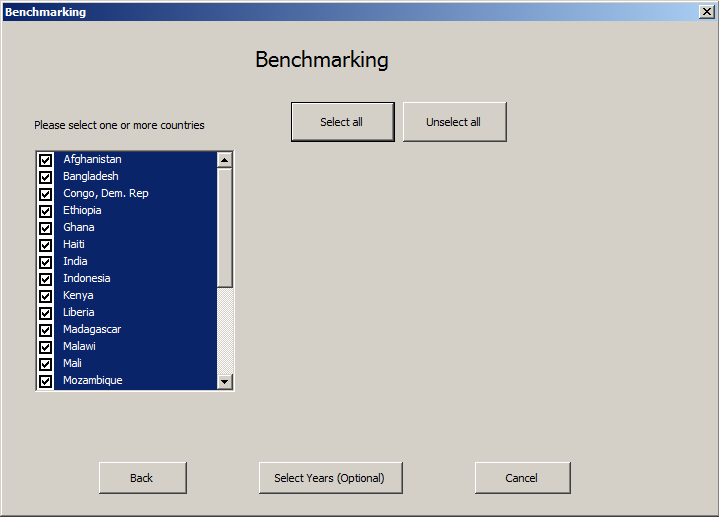 Benchmarking
Benchmarking
Please select one or more countries
Select all
Unselect all
Afghanistan
Bangladesh
Congo, Dem. Rep
Ethiopia
Ghana
Haiti
India
Indonesia
Kenya
Liberia
Madagascar
Malawi
Mali
Mozambique
Back
Select Years (Optional)
Cancel